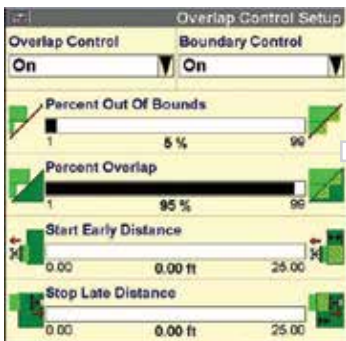 Overlap Control Setup
Overlap Control Boundary Control
On On
Percent Out Of Bounds
1 5 % 99
Percent Overlap
1 95 % 99
Start Early Distance
0.00 0.00 ft 25.00
Stop Late Distance
0.00 0.00 ft 25.00